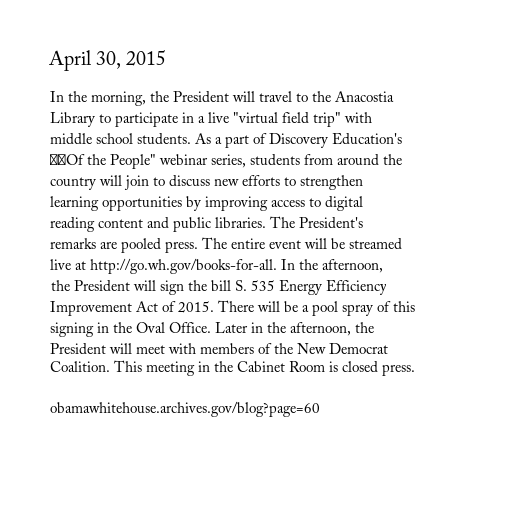 April 30, 2015
In the morning, the President will travel to the Anacostia
Library to participate in a live "virtual field trip" with
middle school students. As a part of Discovery Education's
Of the People" webinar series, students from around the
country will join to discuss new efforts to strengthen
learning opportunities by improving access to digital
reading content and public libraries. The President's
remarks are pooled press. The entire event will be streamed
live at http://go.wh.gov/books-for-all. In the afternoon,
the President will sign the bill S. 535 Energy Efficiency
Improvement Act of 2015. There will be a pool spray of this
signing in the Oval Office. Later in the afternoon, the
President will meet with members of the New Democrat
Coalition. This meeting in the Cabinet Room is closed press.
obamawhitehouse.archives.gov/blog?page=60